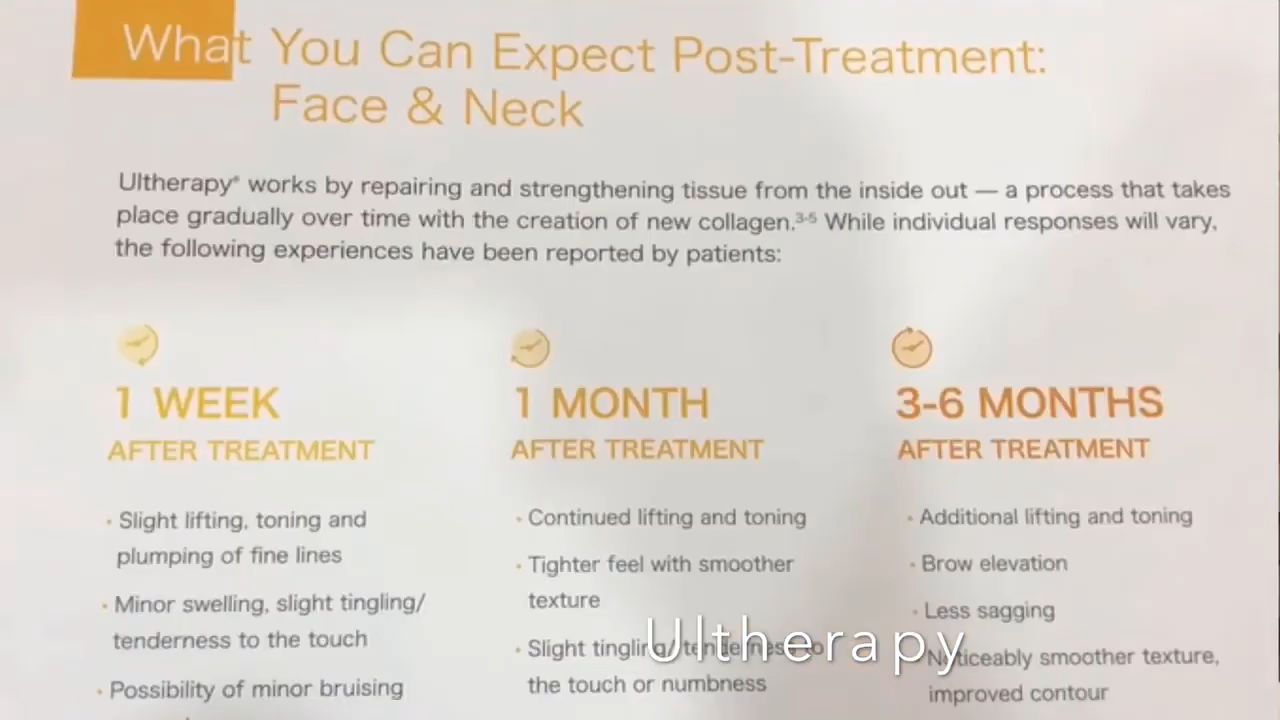 What You Can Expect Post-Treatment:
Face & Neck
Ultherapy® works by repairing and strengthening tissue from the inside out — a process that takes
place gradually over time with the creation of new collagen.³⁻⁵ While individual responses will vary,
the following experiences have been reported by patients:
1 WEEK
AFTER TREATMENT
· Slight lifting, toning and
plumping of fine lines
· Minor swelling, slight tingling/
tenderness to the touch
· Possibility of minor bruising
1 MONTH
AFTER TREATMENT
· Continued lifting and toning
· Tighter feel with smoother
texture
· Slight tingling/tenderness to
the touch or numbness
3-6 MONTHS
AFTER TREATMENT
· Additional lifting and toning
· Brow elevation
· Less sagging
· Noticeably smoother texture,
improved contour
Ultherapy